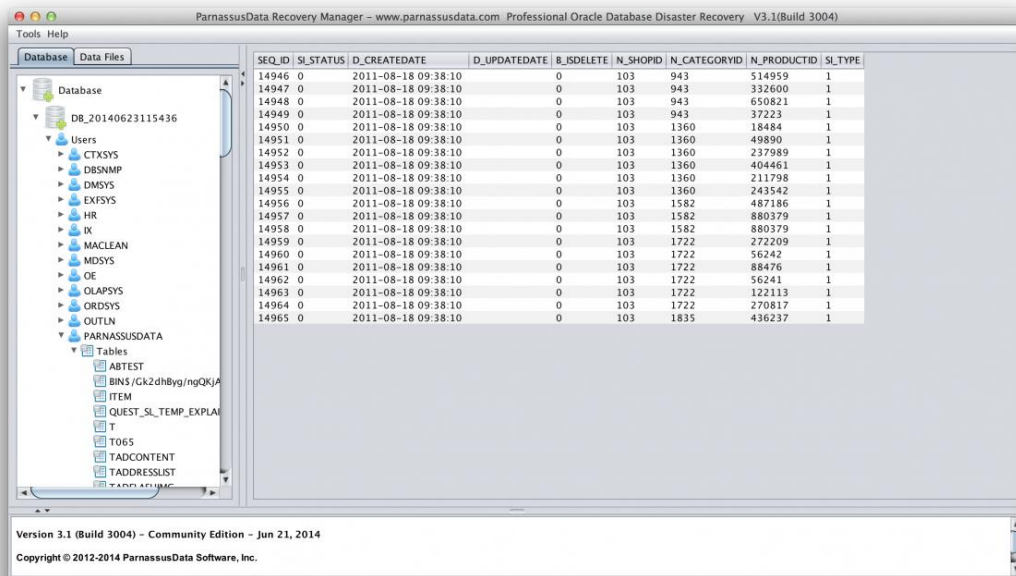 ParnassusData Recovery Manager – www.parnassusdata.com Professional Oracle Database Disaster Recovery V3.1(Build 3004)
Tools Help
Database Data Files
Database
DB_20140623115436
Users
CTXSYS
DBSNMP
DMSYS
EXFSYS
HR
IX
MACLEAN
MDSYS
OE
OLAPSYS
ORDSYS
OUTLN
PARNASSUSDATA
Tables
ABTEST
BIN$/Gk2dhByg/ngQKjA
ITEM
QUEST_SL_TEMP_EXPLAI
T
T065
TADCONTENT
TADDRESSLIST
TADFLASHIMG
SEQ_ID SI_STATUS D_CREATEDATE D_UPDATEDATE B_ISDELETE N_SHOPID N_CATEGORYID N_PRODUCTID SI_TYPE
14946 0 2011-08-18 09:38:10 0 103 943 514959 1
14947 0 2011-08-18 09:38:10 0 103 943 332600 1
14948 0 2011-08-18 09:38:10 0 103 943 650821 1
14949 0 2011-08-18 09:38:10 0 103 943 37223 1
14950 0 2011-08-18 09:38:10 0 103 1360 18484 1
14951 0 2011-08-18 09:38:10 0 103 1360 49890 1
14952 0 2011-08-18 09:38:10 0 103 1360 237989 1
14953 0 2011-08-18 09:38:10 0 103 1360 404461 1
14954 0 2011-08-18 09:38:10 0 103 1360 211798 1
14955 0 2011-08-18 09:38:10 0 103 1360 243542 1
14956 0 2011-08-18 09:38:10 0 103 1582 487186 1
14957 0 2011-08-18 09:38:10 0 103 1582 880379 1
14958 0 2011-08-18 09:38:10 0 103 1582 880379 1
14959 0 2011-08-18 09:38:10 0 103 1722 272209 1
14960 0 2011-08-18 09:38:10 0 103 1722 56242 1
14961 0 2011-08-18 09:38:10 0 103 1722 88476 1
14962 0 2011-08-18 09:38:10 0 103 1722 56241 1
14963 0 2011-08-18 09:38:10 0 103 1722 122113 1
14964 0 2011-08-18 09:38:10 0 103 1722 270817 1
14965 0 2011-08-18 09:38:10 0 103 1835 436237 1
Version 3.1 (Build 3004) – Community Edition – Jun 21, 2014
Copyright © 2012-2014 ParnassusData Software, Inc.